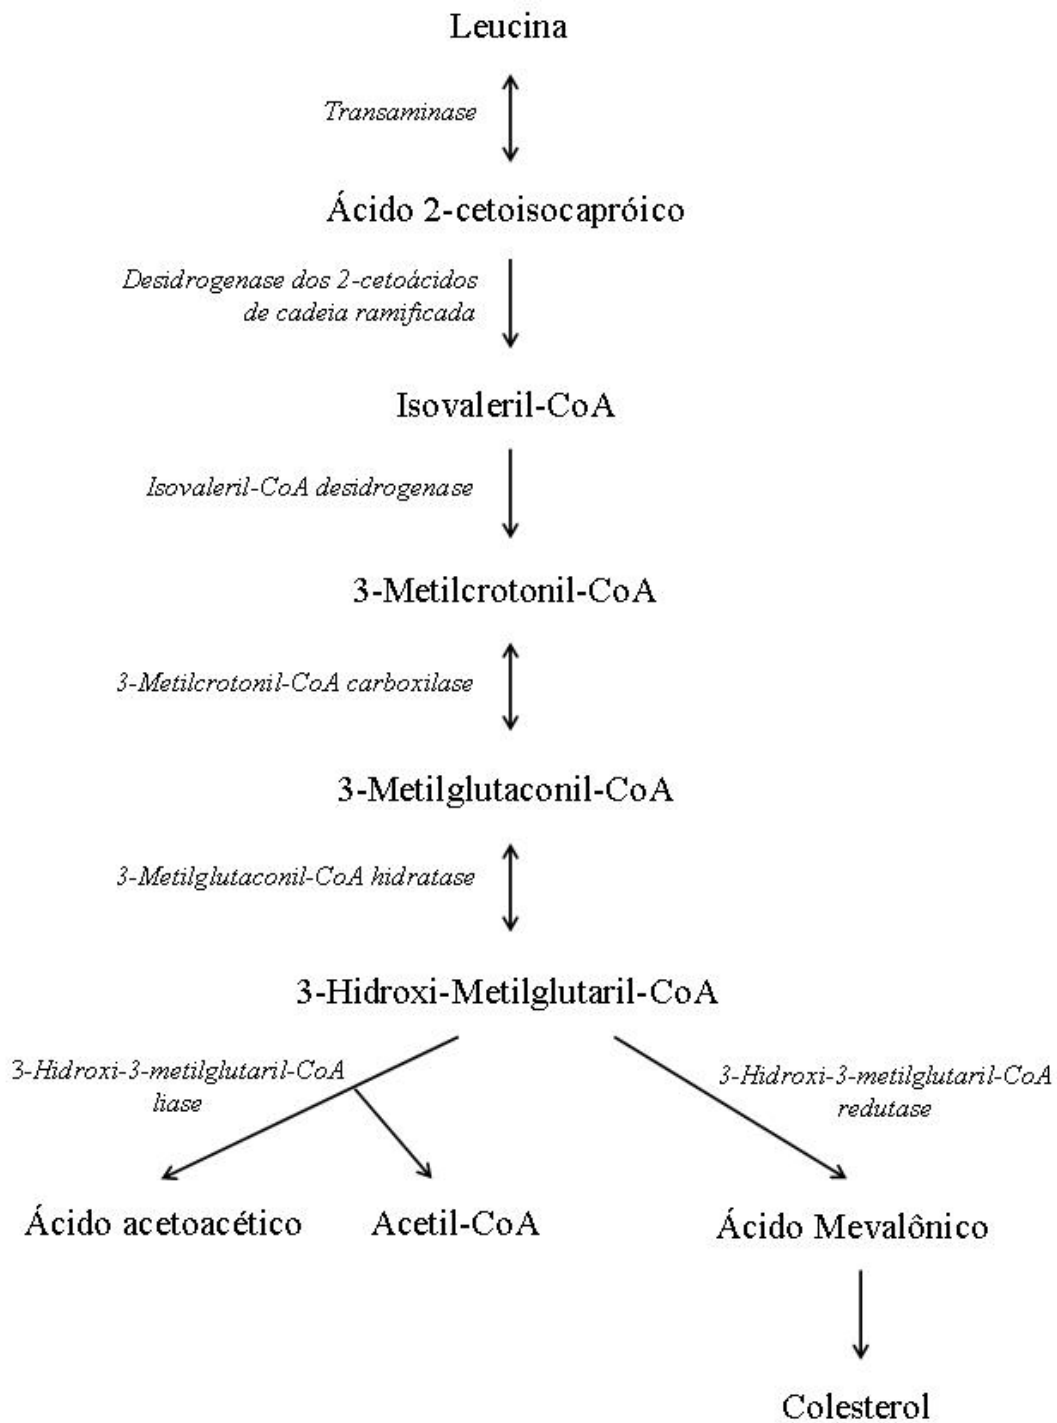 Leucina
Transaminase
Ácido 2-cetoisocapróico
Desidrogenase dos 2-cetoácidos
de cadeia ramificada
Isovaleril-CoA
Isovaleril-CoA desidrogenase
3-Metilcrotonil-CoA
3-Metilcrotonil-CoA carboxilase
3-Metilglutaconil-CoA
3-Metilglutaconil-CoA hidratase
3-Hidroxi-Metilglutaril-CoA
3-Hidroxi-3-metilglutaril-CoA
liase
3-Hidroxi-3-metilglutaril-CoA
redutase
Ácido acetoacético
Acetil-CoA
Ácido Mevalônico
Colesterol